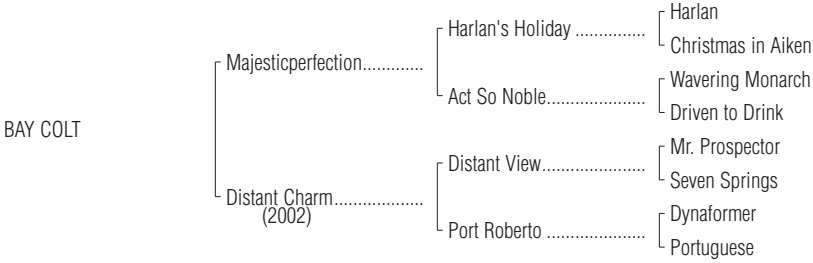 Harlan
Harlan's Holiday ...............
Christmas in Aiken
Majesticperfection.............
Wavering Monarch
Act So Noble.....................
Driven to Drink
BAY COLT
Mr. Prospector
Distant View.....................
Seven Springs
Distant Charm..................
(2002)
Dynaformer
Port Roberto .....................
Portuguese